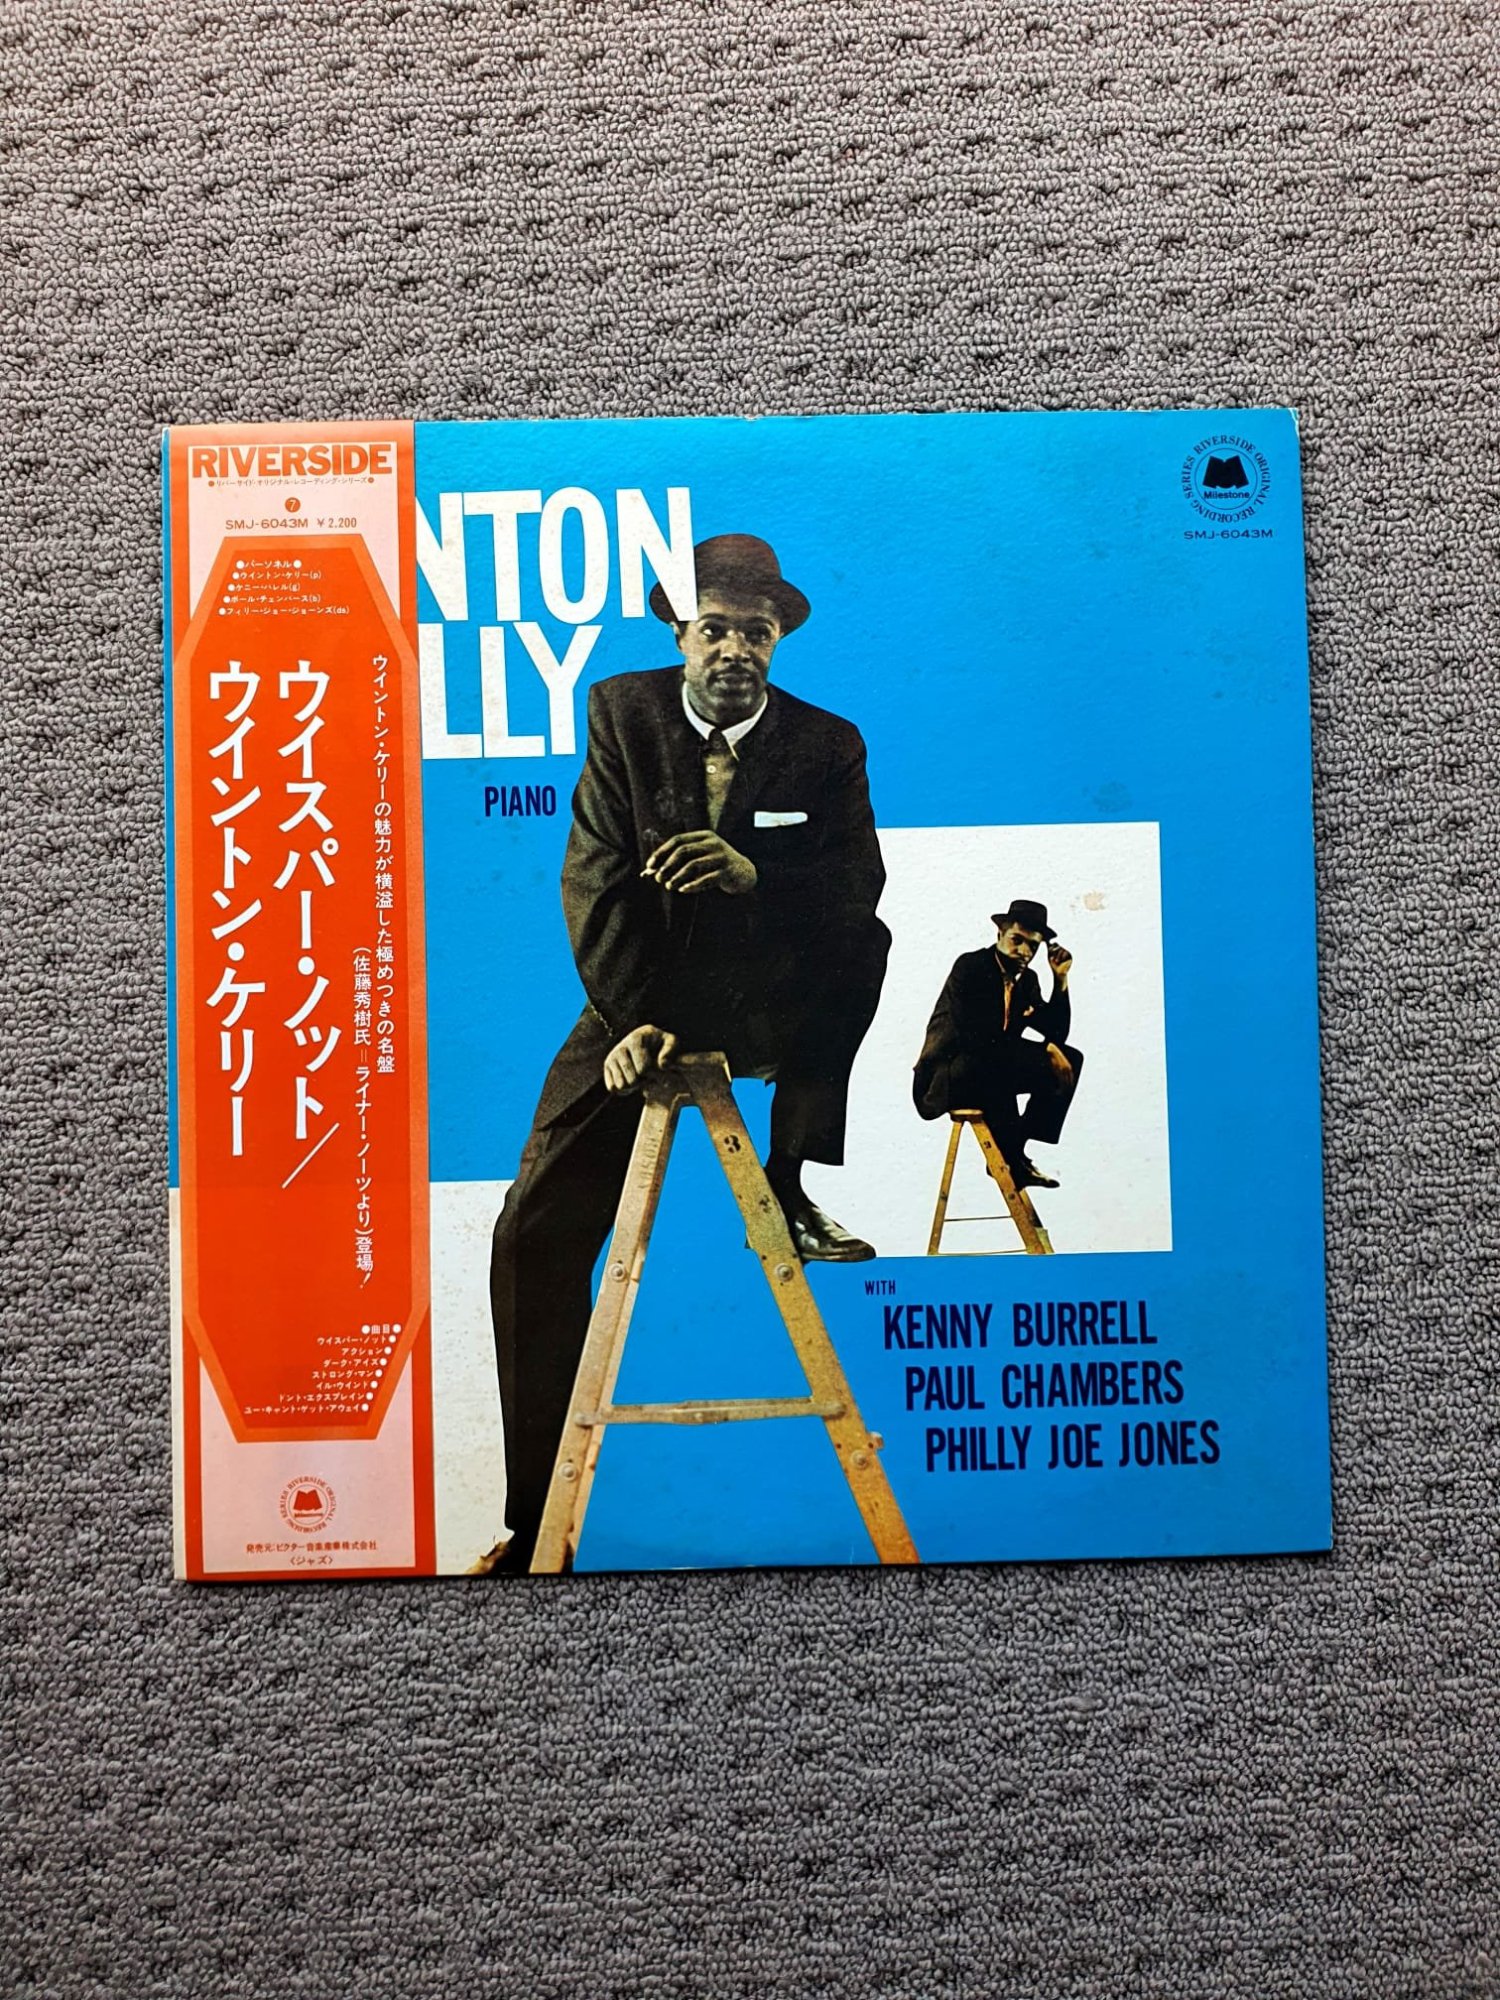 RIVERSIDE
●リバーサイド・オリジナル・レコーディング・シリーズ●
7
SMJ-6043M ￥2,200
●パーソネル●
●ウイントン・ケリー(p)
●ケニー・バレル(g)
●ポール・チェンバース(b)
●フィリー・ジョー・ジョーンズ(ds)
ウイントン・ケリーの魅力が横溢した極めつきの名盤
(佐藤秀樹氏＝ライナー・ノーツより)登場！
ウイスパー・ノット／
ウイントン・ケリー
●曲目●
ウイスパー・ノット●
アクション●
ダーク・アイズ●
ストロング・マン●
イル・ウインド●
ドント・エクスプレイン●
ユー・キャント・ゲット・アウェイ●
RIVERSIDE ORIGINAL RECORDING SERIES
Milestone
発売元：ビクター音楽産業株式会社
〈ジャズ〉
NTON
LLY
PIANO
3
RIVERSIDE ORIGINAL RECORDING SERIES
Milestone
SMJ-6043M
WITH
KENNY BURRELL
PAUL CHAMBERS
PHILLY JOE JONES